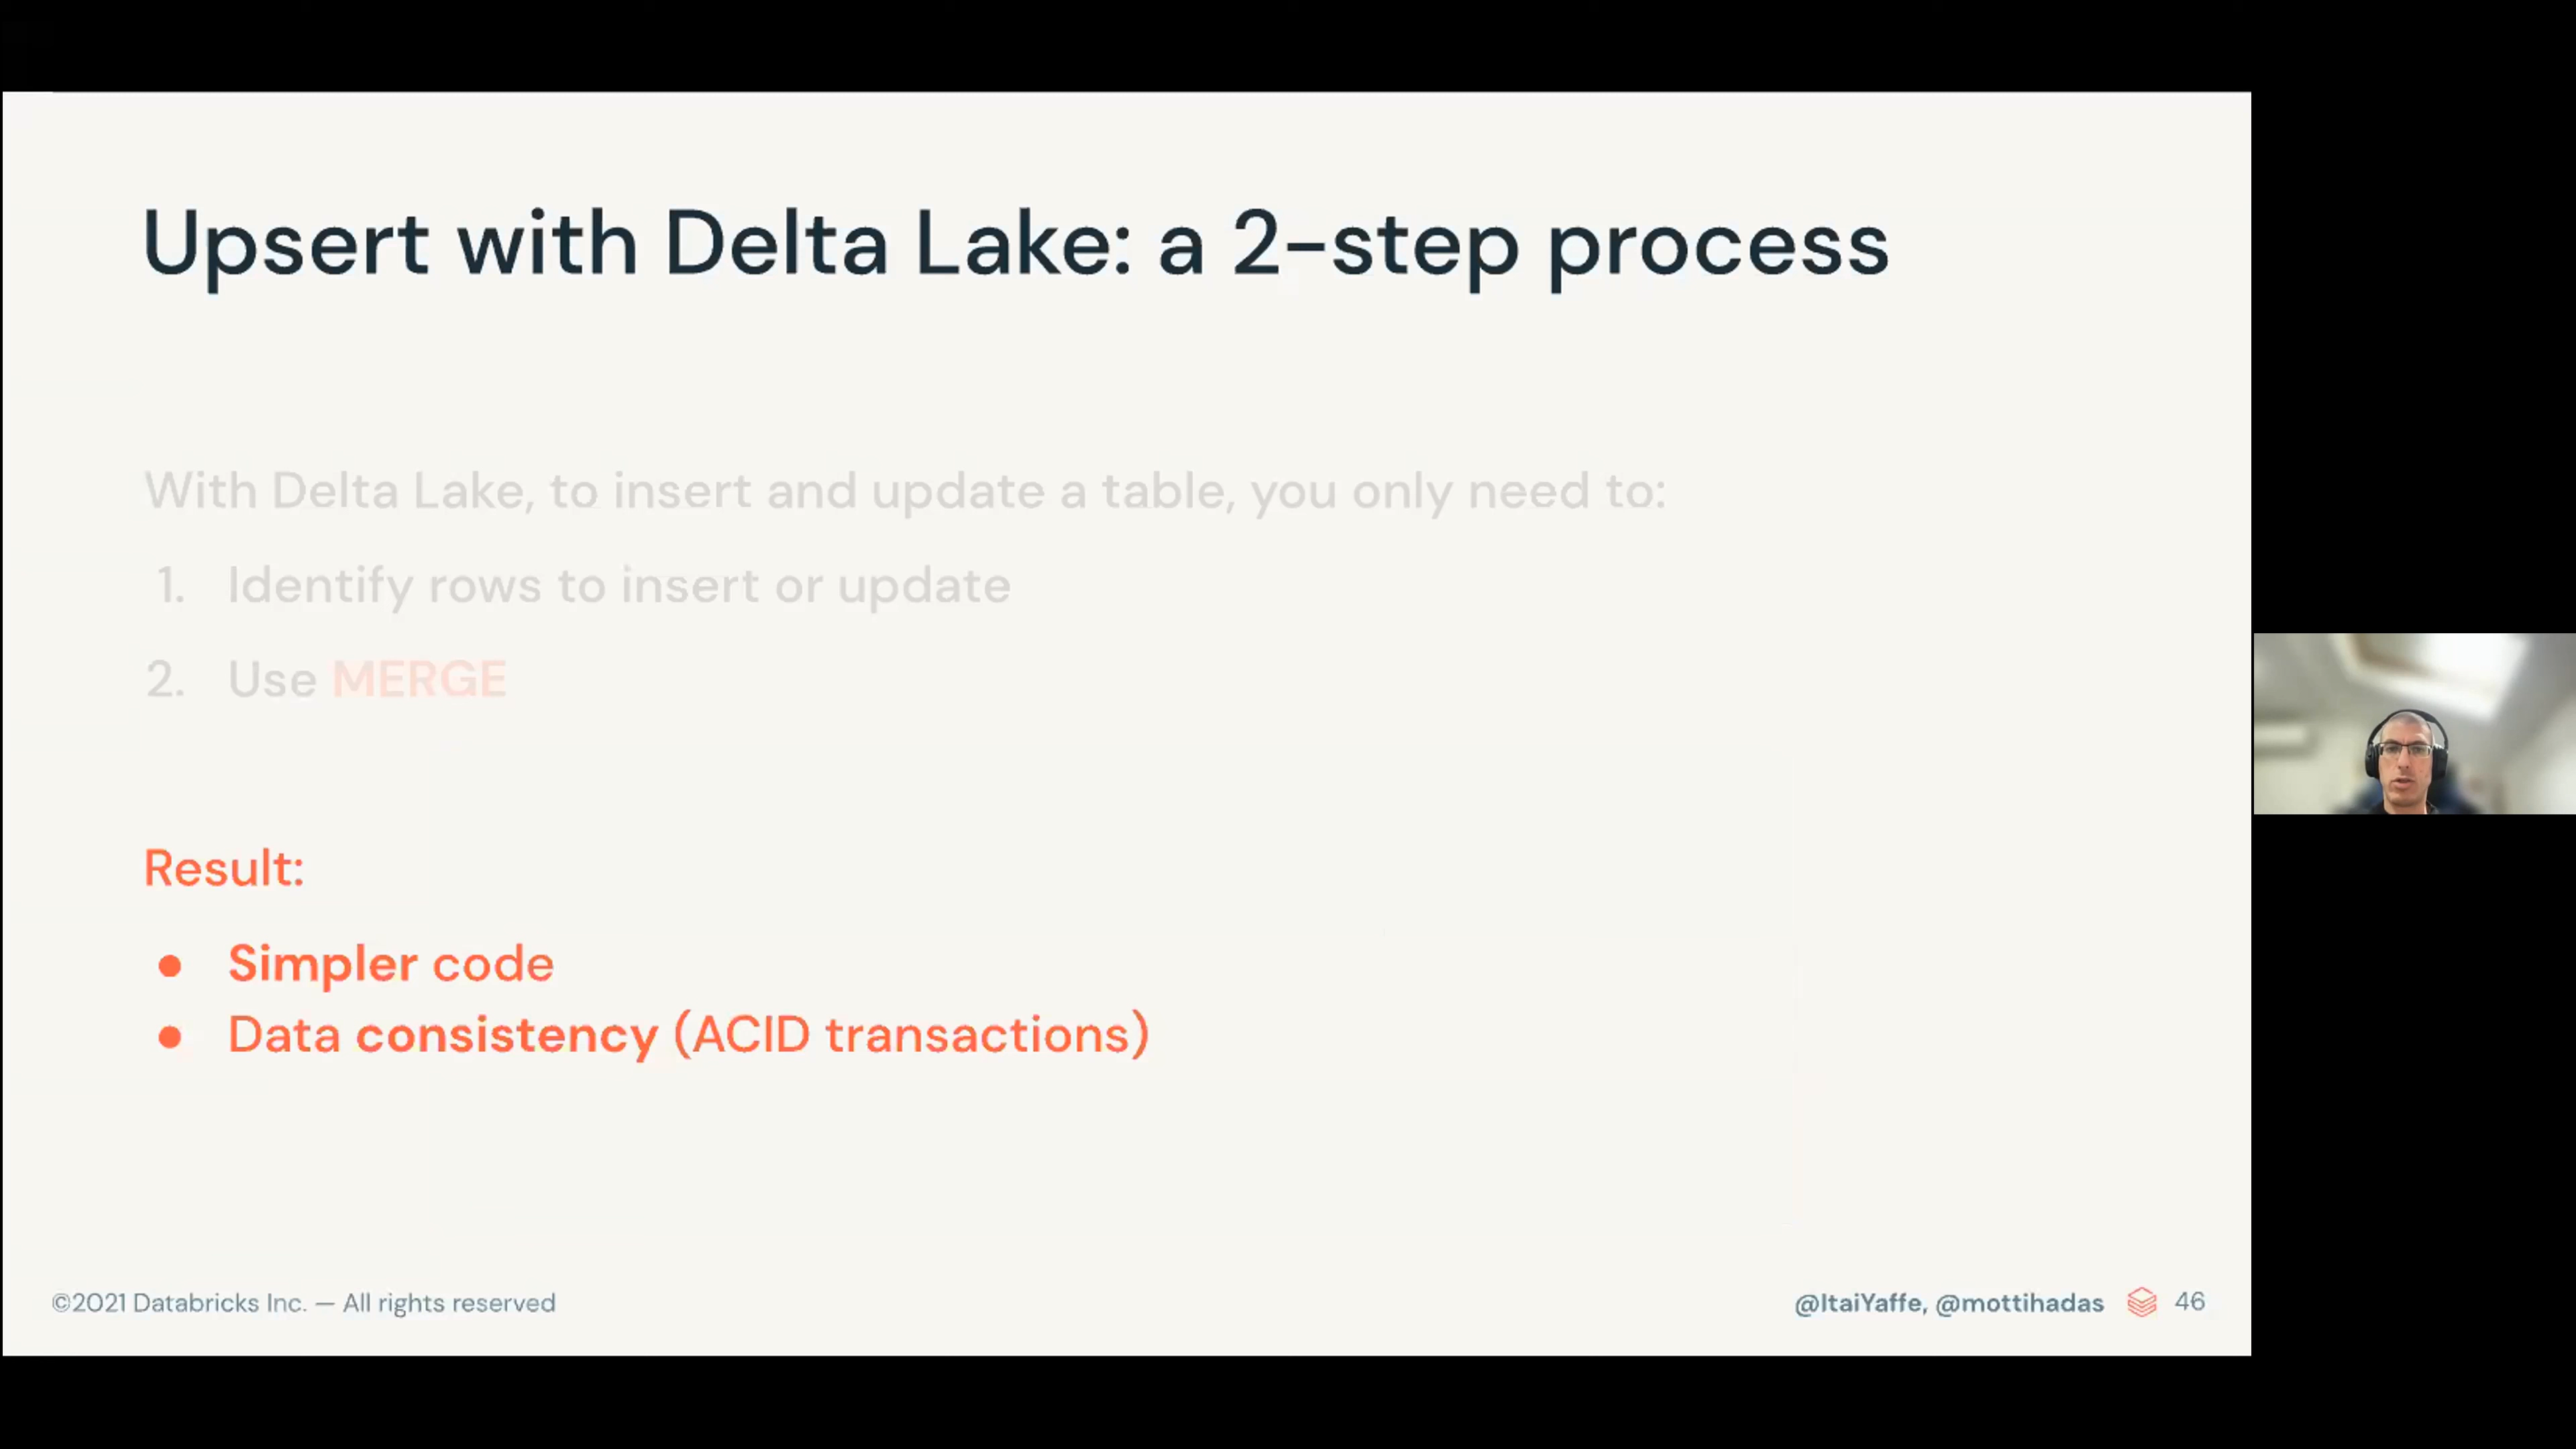 Upsert with Delta Lake: a 2-step process
With Delta Lake, to insert and update a table, you only need to:
1. Identify rows to insert or update
2. Use MERGE
Result:
● Simpler code
● Data consistency (ACID transactions)
©2021 Databricks Inc. — All rights reserved
@ItaiYaffe, @mottihadas 46